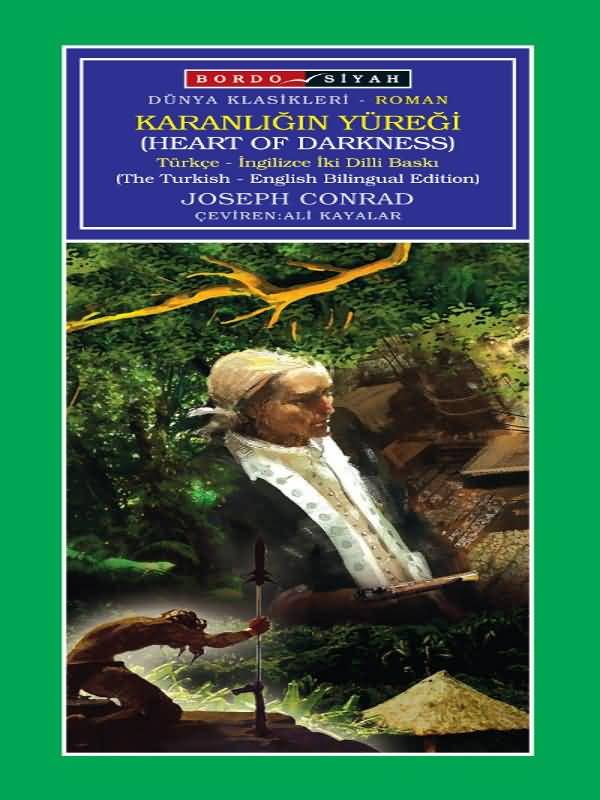 BORDO SİYAH
DÜNYA KLASİKLERİ - ROMAN
KARANLIĞIN YÜREĞİ
(HEART OF DARKNESS)
Türkçe - İngilizce İki Dilli Baskı
(The Turkish - English Bilingual Edition)
JOSEPH CONRAD
ÇEVİREN:ALİ KAYALAR